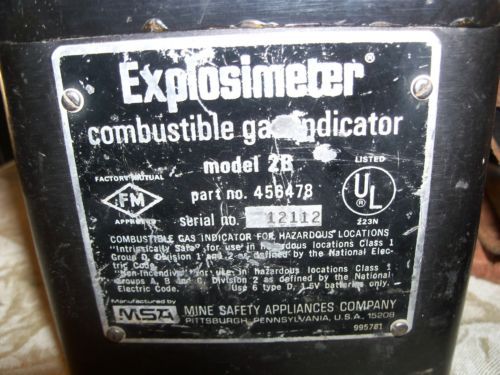 Explosimeter®
combustible gas indicator
model 2B
FACTORY MUTUAL
FM
APPROVED
part no. 456478
serial no. 12112
LISTED
UL
223N
COMBUSTIBLE GAS INDICATOR FOR HAZARDOUS LOCATIONS
"Intrinsically Safe" for use in hazardous locations Class 1
Group D, Division 1 and 2 as defined by the National Elec-
tric Code.
"Non-Incendive" for use in hazardous locations Class 1
Groups A, B and C, Division 2 as defined by the National
Electric Code. Use 6 type D, 1.5V batteries only.
Manufactured by
MSA
MINE SAFETY APPLIANCES COMPANY
PITTSBURGH, PENNSYLVANIA, U.S.A. 15208
995781